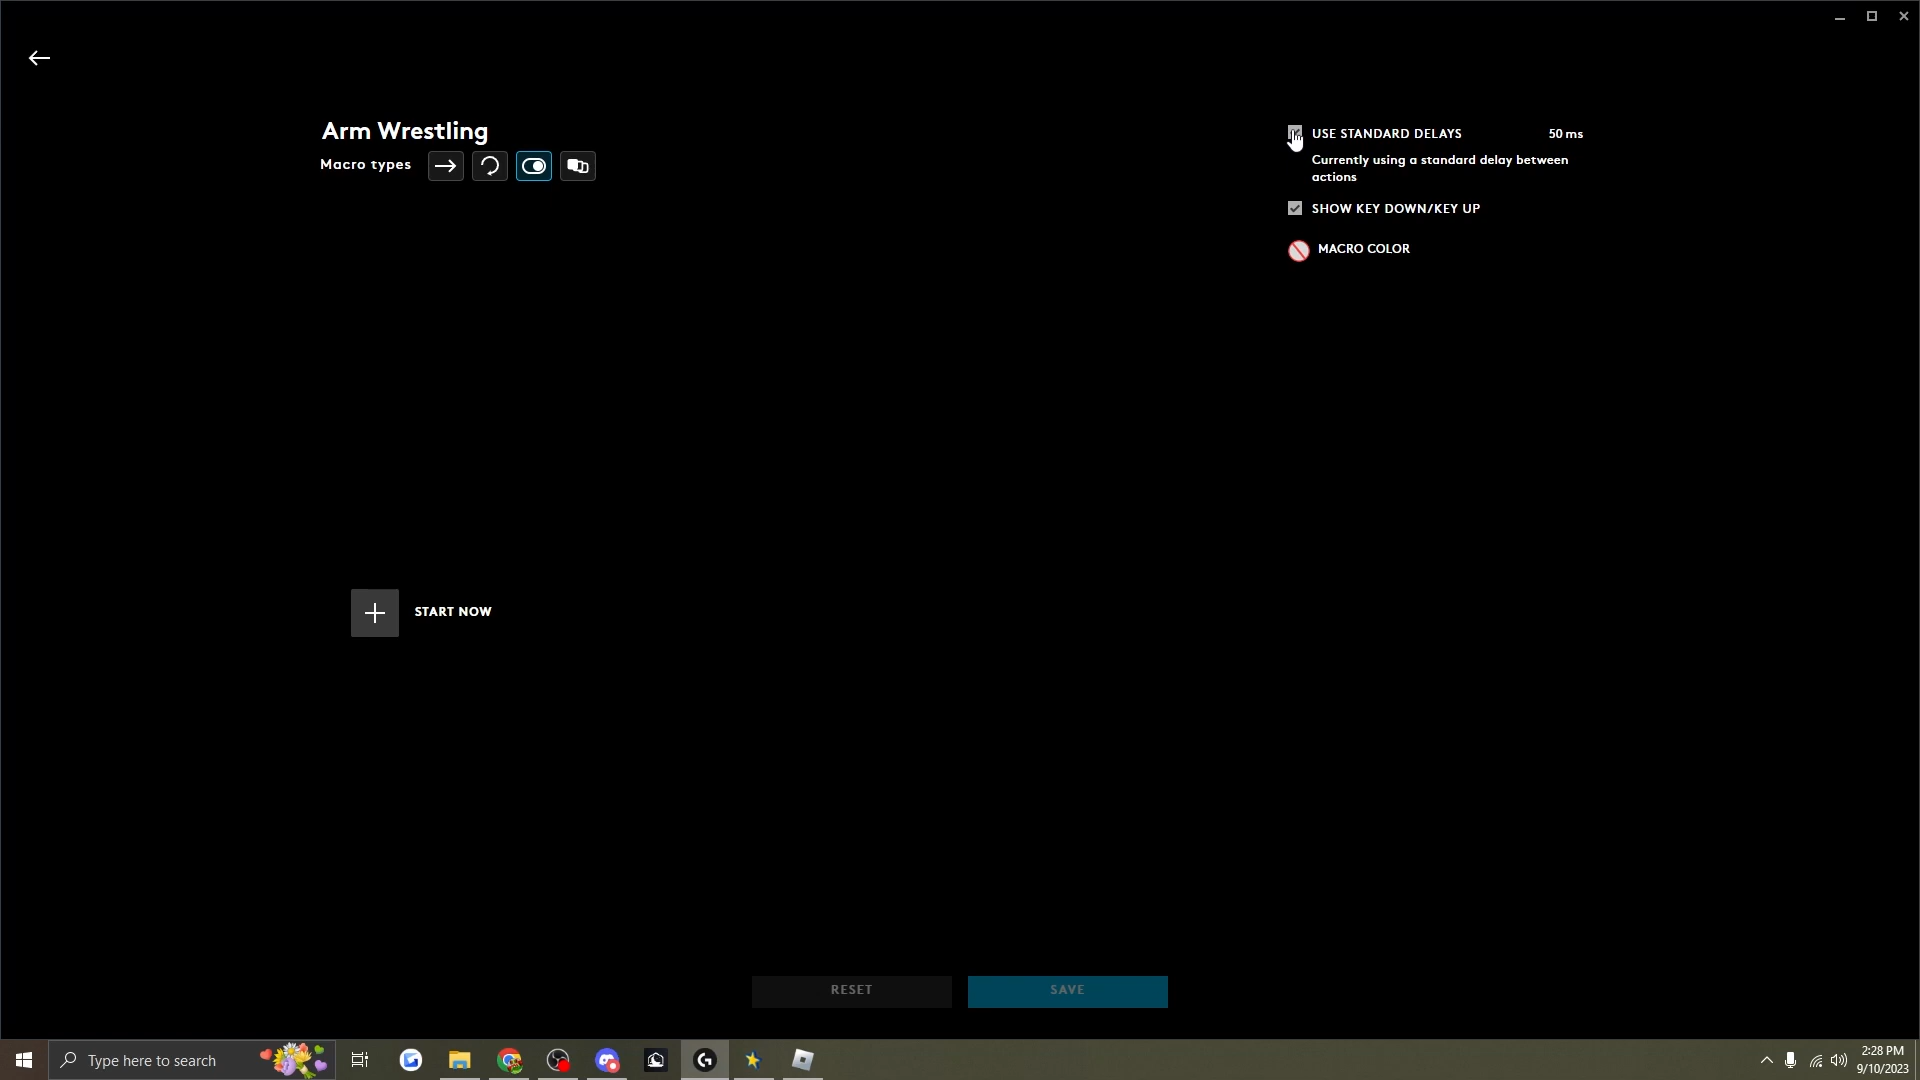 Arm Wrestling
Macro types
USE STANDARD DELAYS 50 ms
Currently using a standard delay between
actions
SHOW KEY DOWN/KEY UP
MACRO COLOR
START NOW
RESET SAVE
Type here to search
2:28 PM
9/10/2023